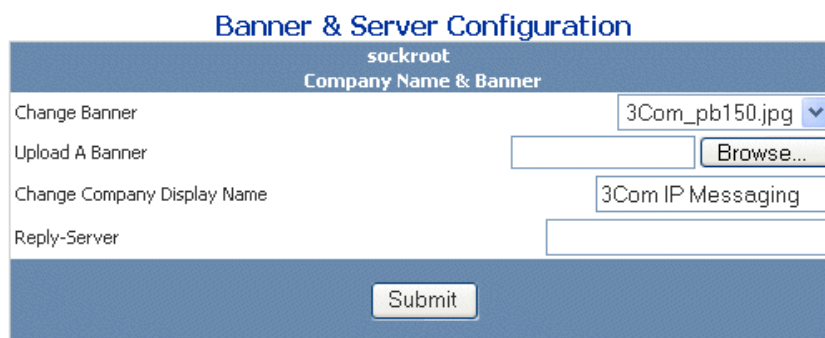 Banner & Server Configuration
sockroot
Company Name & Banner
Change Banner 3Com_pb150.jpg
Upload A Banner Browse...
Change Company Display Name 3Com IP Messaging
Reply-Server
Submit